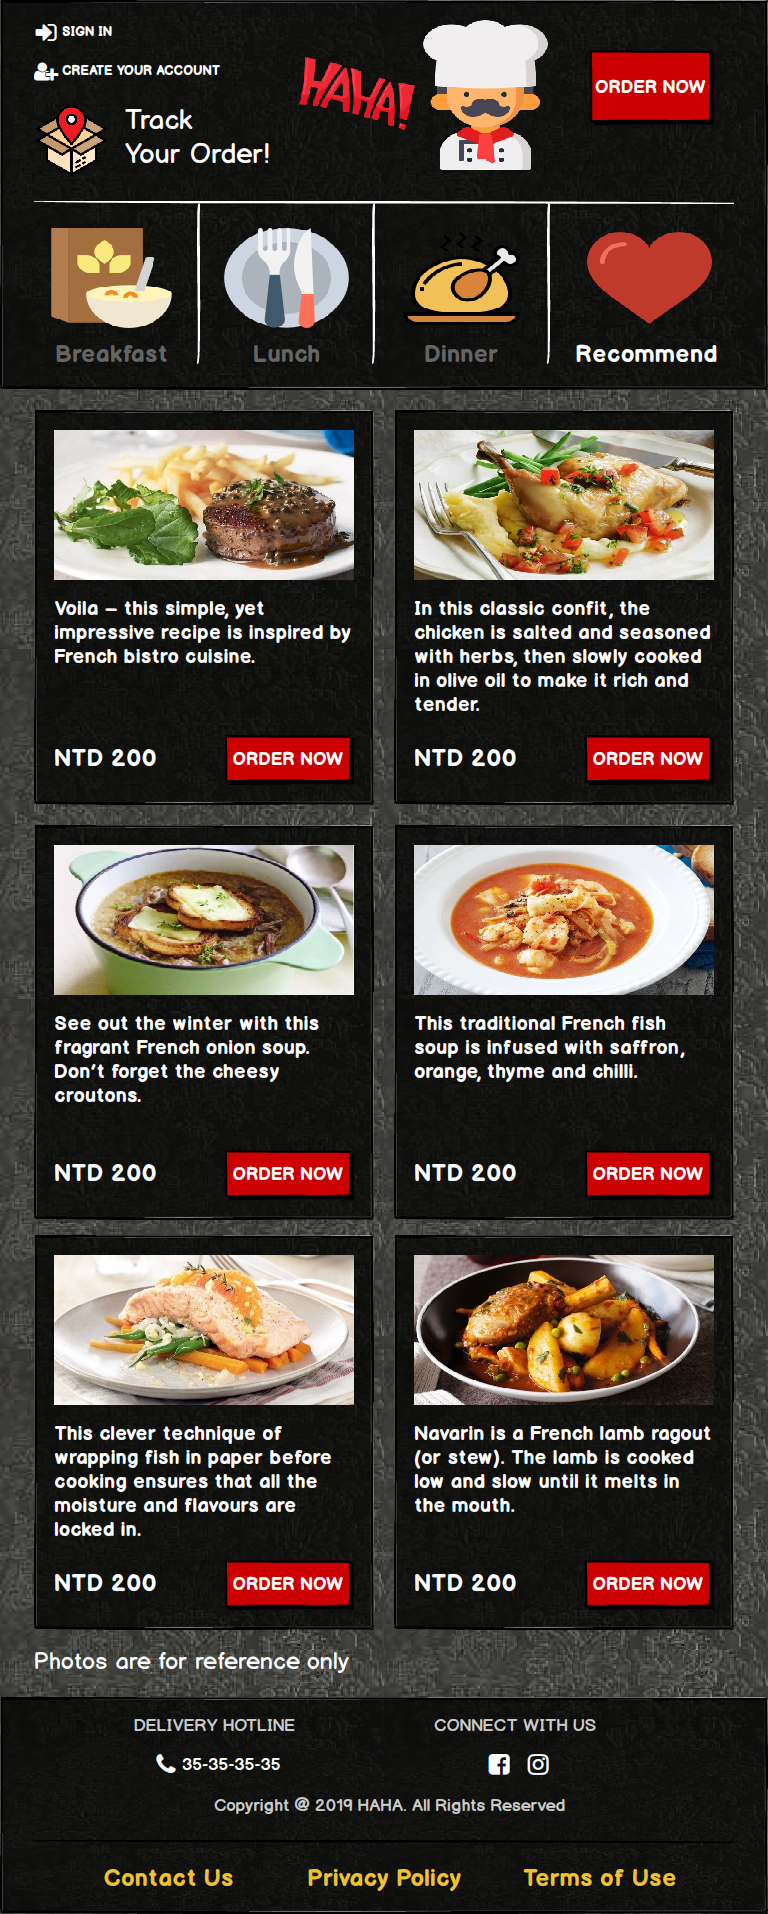 SIGN IN
CREATE YOUR ACCOUNT
Track
Your Order!
HAHA!
ORDER NOW
Breakfast
Lunch
Dinner
Recommend
Voila – this simple, yet
impressive recipe is inspired by
French bistro cuisine.
NTD 200
ORDER NOW
In this classic confit, the
chicken is salted and seasoned
with herbs, then slowly cooked
in olive oil to make it rich and
tender.
NTD 200
ORDER NOW
See out the winter with this
fragrant French onion soup.
Don't forget the cheesy
croutons.
NTD 200
ORDER NOW
This traditional French fish
soup is infused with saffron,
orange, thyme and chilli.
NTD 200
ORDER NOW
This clever technique of
wrapping fish in paper before
cooking ensures that all the
moisture and flavours are
locked in.
NTD 200
ORDER NOW
Navarin is a French lamb ragout
(or stew). The lamb is cooked
low and slow until it melts in
the mouth.
NTD 200
ORDER NOW
Photos are for reference only
DELIVERY HOTLINE
35-35-35-35
CONNECT WITH US
Copyright @ 2019 HAHA. All Rights Reserved
Contact Us
Privacy Policy
Terms of Use